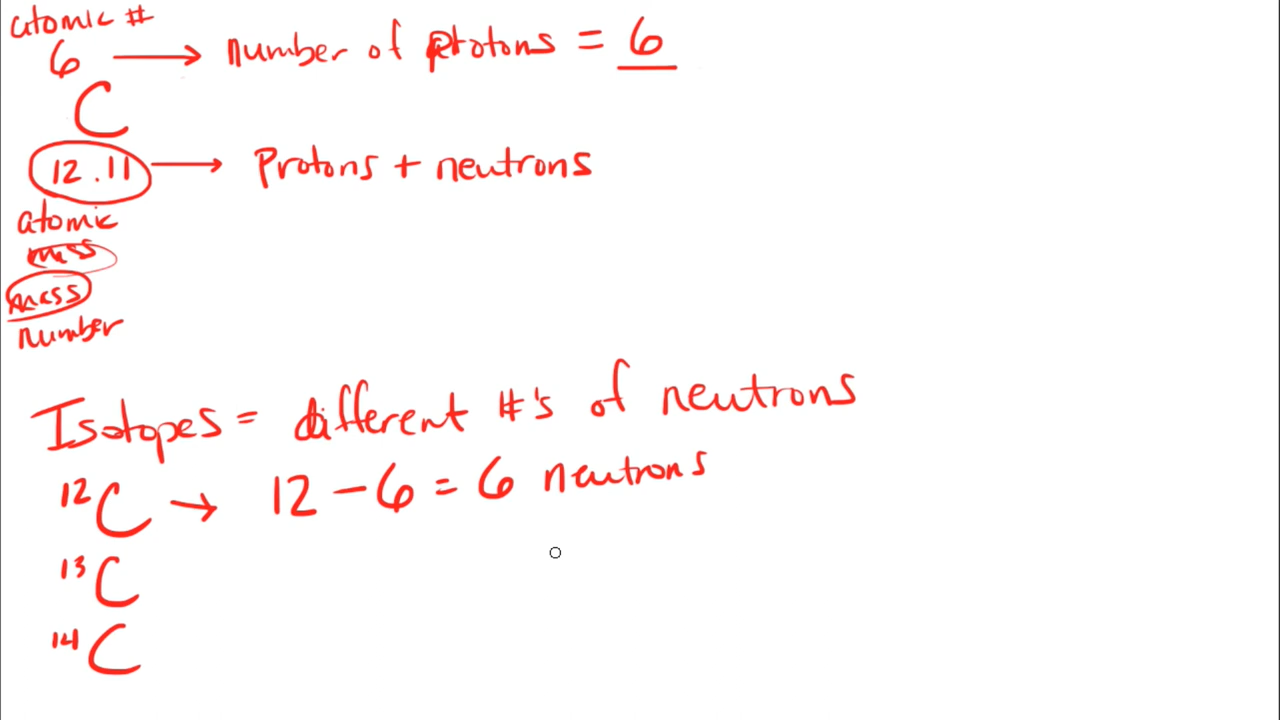 atomic #
6 → number of protons = 6
C
12.11 → Protons + neutrons
atomic
mass
mass
number
Isotopes = different #'s of neutrons
¹²C → 12 - 6 = 6 neutrons
¹³C
¹⁴C